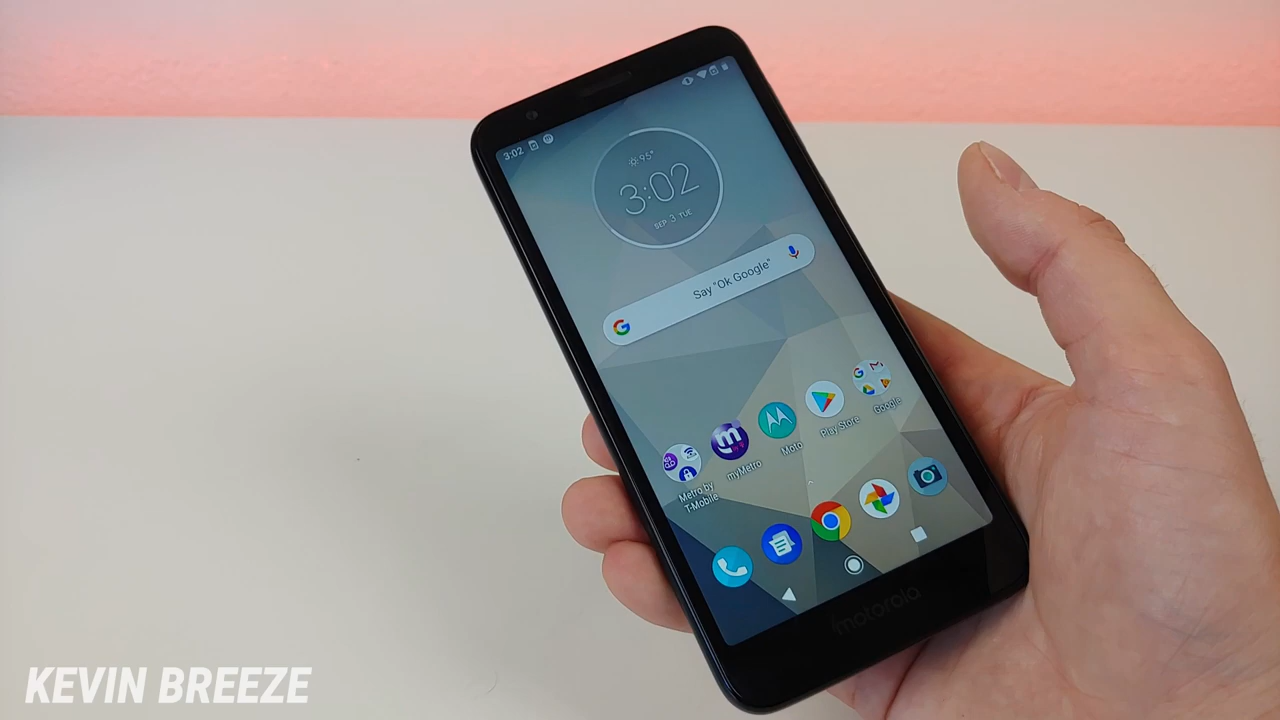 3:02
95°
3:02
SEP 3 TUE
Say "Ok Google"
Metro by
T-Mobile
myMetro
Moto
Play Store
Google
motorola
KEVIN BREEZE